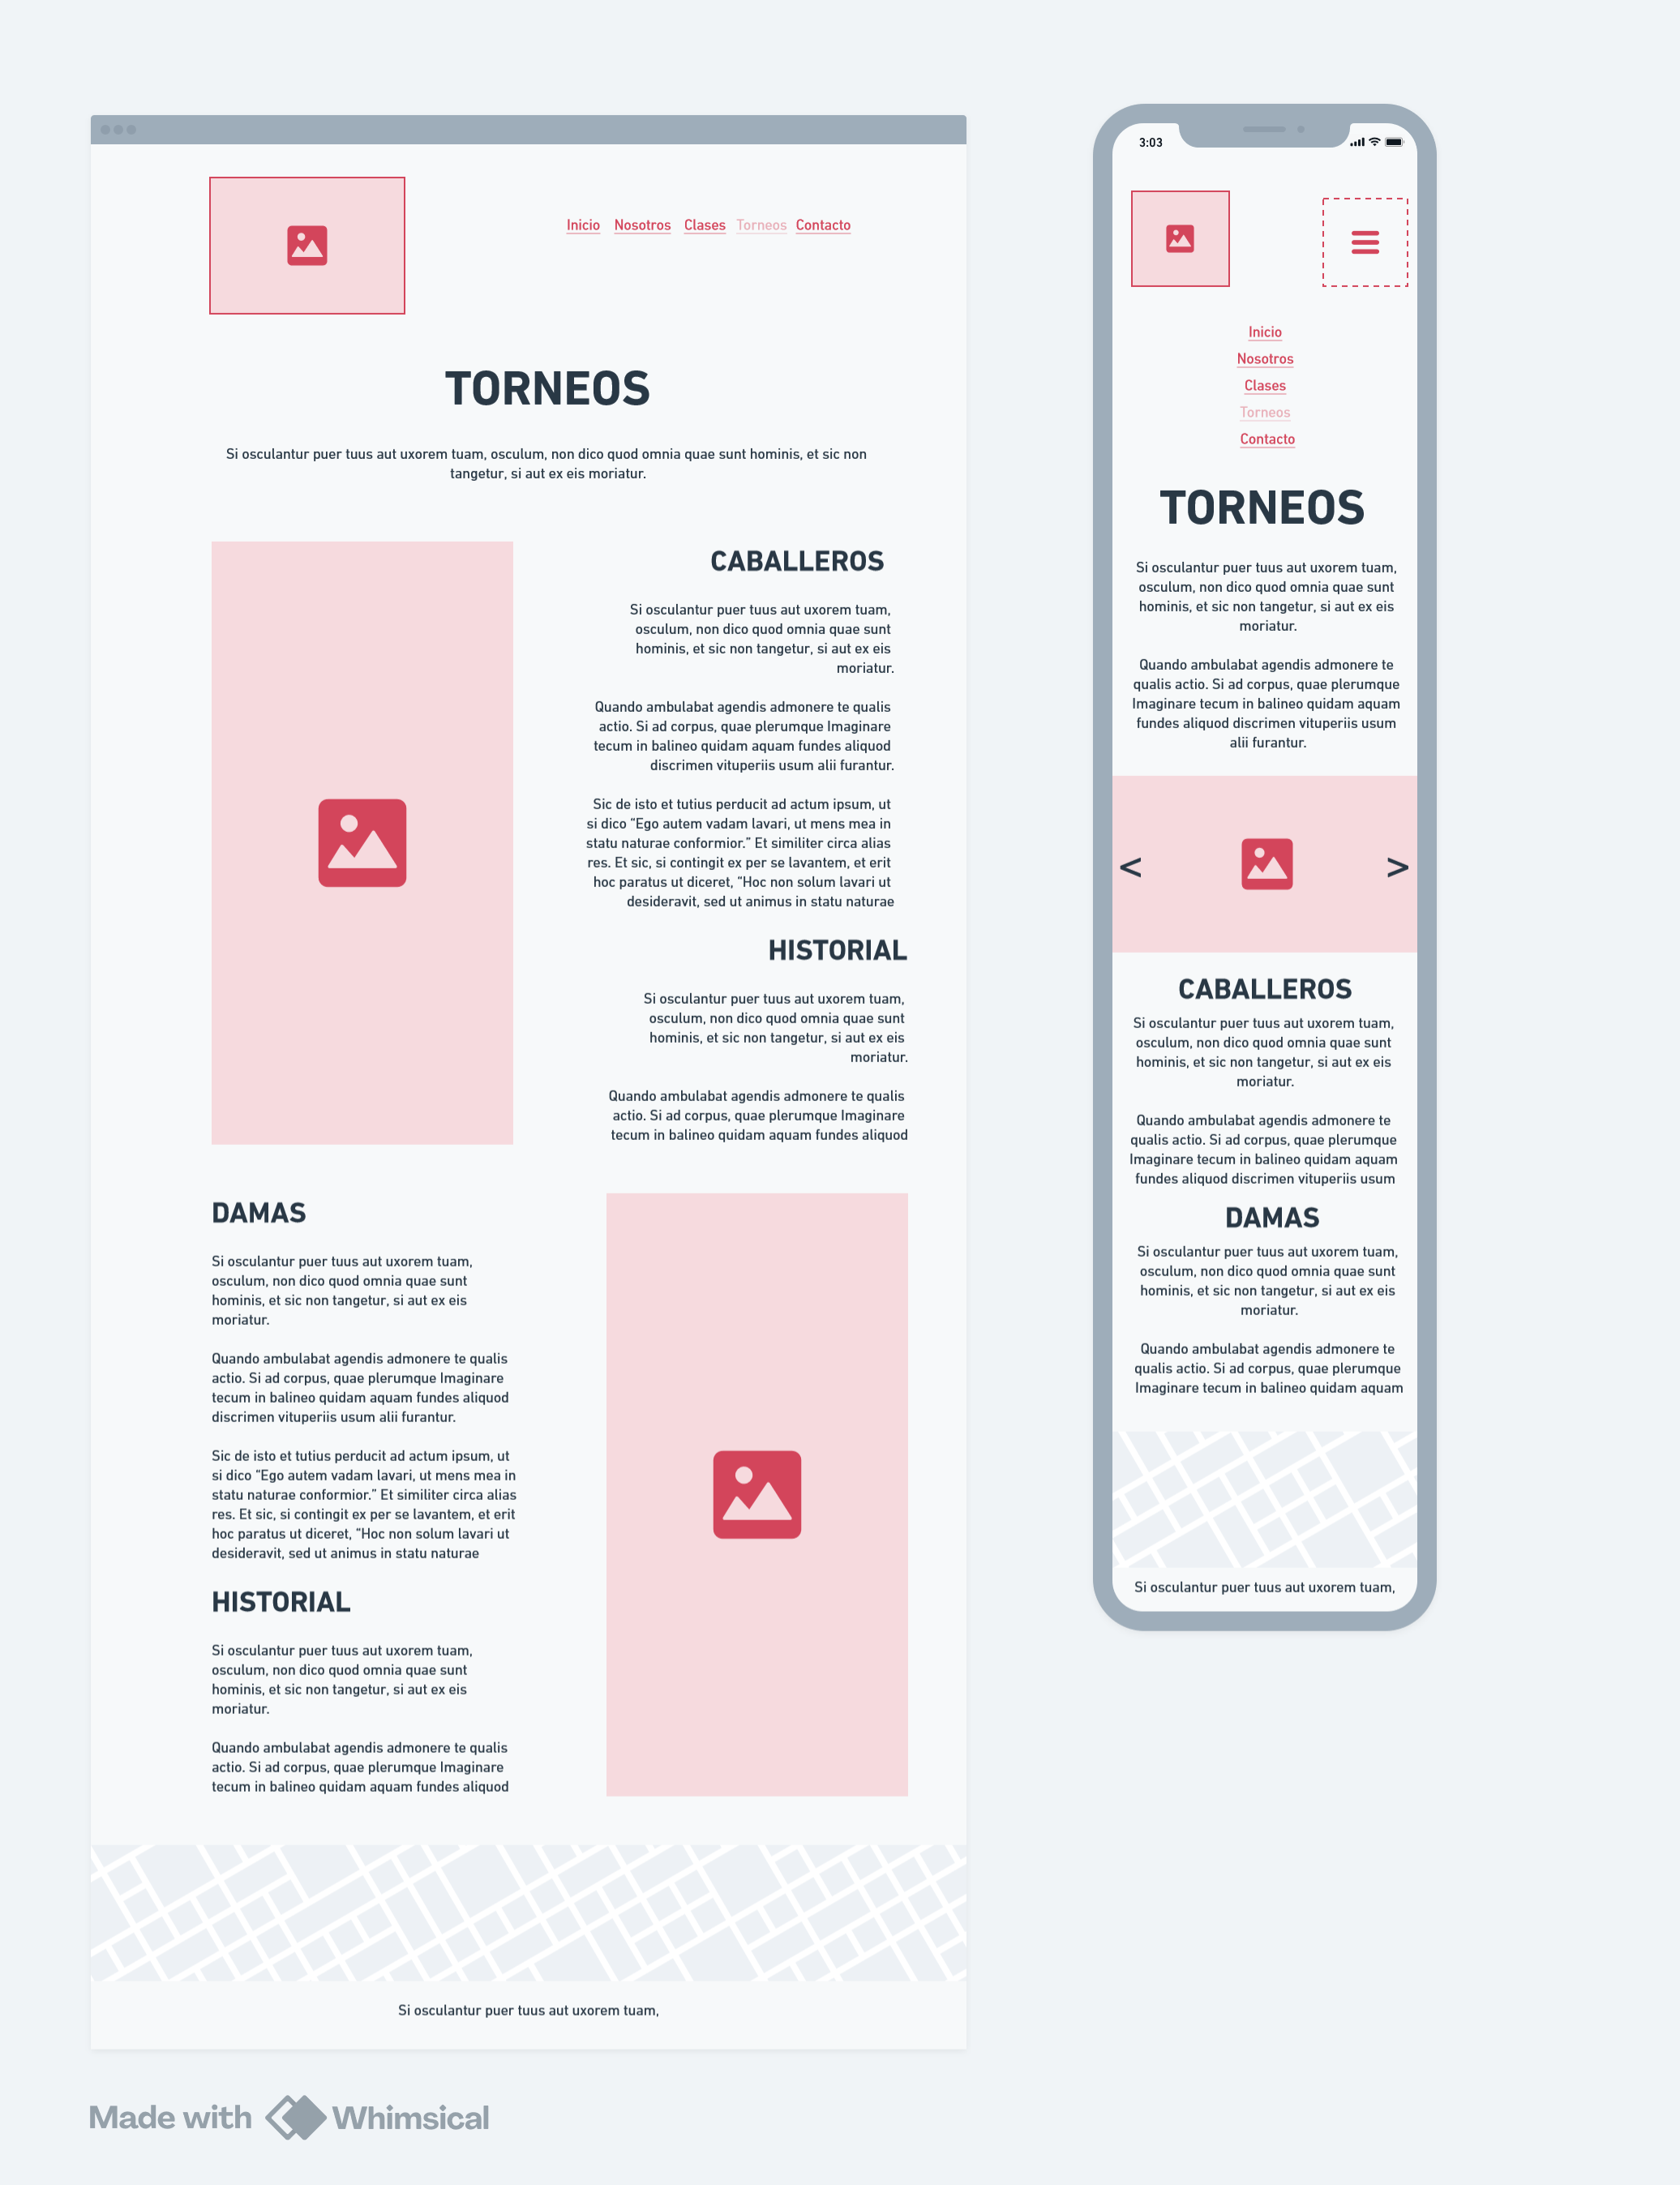 Inicio Nosotros Clases Torneos Contacto
TORNEOS
Si osculantur puer tuus aut uxorem tuam, osculum, non dico quod omnia quae sunt hominis, et sic non
tangetur, si aut ex eis moriatur.
CABALLEROS
Si osculantur puer tuus aut uxorem tuam,
osculum, non dico quod omnia quae sunt
hominis, et sic non tangetur, si aut ex eis
moriatur.
Quando ambulabat agendis admonere te qualis
actio. Si ad corpus, quae plerumque Imaginare
tecum in balineo quidam aquam fundes aliquod
discrimen vituperiis usum alii furantur.
Sic de isto et tutius perducit ad actum ipsum, ut
si dico “Ego autem vadam lavari, ut mens mea in
statu naturae conformior.” Et similiter circa alias
res. Et sic, si contingit ex per se lavantem, et erit
hoc paratus ut diceret, “Hoc non solum lavari ut
desideravit, sed ut animus in statu naturae
HISTORIAL
Si osculantur puer tuus aut uxorem tuam,
osculum, non dico quod omnia quae sunt
hominis, et sic non tangetur, si aut ex eis
moriatur.
Quando ambulabat agendis admonere te qualis
actio. Si ad corpus, quae plerumque Imaginare
tecum in balineo quidam aquam fundes aliquod
DAMAS
Si osculantur puer tuus aut uxorem tuam,
osculum, non dico quod omnia quae sunt
hominis, et sic non tangetur, si aut ex eis
moriatur.
Quando ambulabat agendis admonere te qualis
actio. Si ad corpus, quae plerumque Imaginare
tecum in balineo quidam aquam fundes aliquod
discrimen vituperiis usum alii furantur.
Sic de isto et tutius perducit ad actum ipsum, ut
si dico “Ego autem vadam lavari, ut mens mea in
statu naturae conformior.” Et similiter circa alias
res. Et sic, si contingit ex per se lavantem, et erit
hoc paratus ut diceret, “Hoc non solum lavari ut
desideravit, sed ut animus in statu naturae
HISTORIAL
Si osculantur puer tuus aut uxorem tuam,
osculum, non dico quod omnia quae sunt
hominis, et sic non tangetur, si aut ex eis
moriatur.
Quando ambulabat agendis admonere te qualis
actio. Si ad corpus, quae plerumque Imaginare
tecum in balineo quidam aquam fundes aliquod
Si osculantur puer tuus aut uxorem tuam,
3:03
Inicio
Nosotros
Clases
Torneos
Contacto
TORNEOS
Si osculantur puer tuus aut uxorem tuam,
osculum, non dico quod omnia quae sunt
hominis, et sic non tangetur, si aut ex eis
moriatur.
Quando ambulabat agendis admonere te
qualis actio. Si ad corpus, quae plerumque
Imaginare tecum in balineo quidam aquam
fundes aliquod discrimen vituperiis usum
alii furantur.
< >
CABALLEROS
Si osculantur puer tuus aut uxorem tuam,
osculum, non dico quod omnia quae sunt
hominis, et sic non tangetur, si aut ex eis
moriatur.
Quando ambulabat agendis admonere te
qualis actio. Si ad corpus, quae plerumque
Imaginare tecum in balineo quidam aquam
fundes aliquod discrimen vituperiis usum
DAMAS
Si osculantur puer tuus aut uxorem tuam,
osculum, non dico quod omnia quae sunt
hominis, et sic non tangetur, si aut ex eis
moriatur.
Quando ambulabat agendis admonere te
qualis actio. Si ad corpus, quae plerumque
Imaginare tecum in balineo quidam aquam
Si osculantur puer tuus aut uxorem tuam,
Made with Whimsical